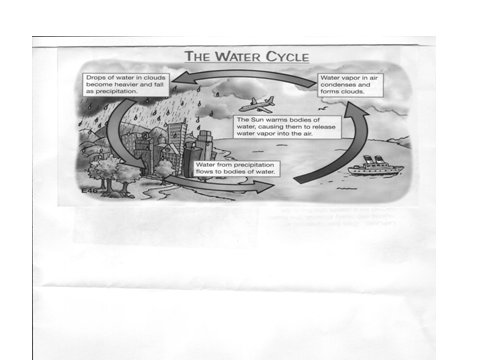 THE WATER CYCLE
Drops of water in clouds
become heavier and fall
as precipitation.
Water vapor in air
condenses and
forms clouds.
The Sun warms bodies of
water, causing them to release
water vapor into the air.
Water from precipitation
flows to bodies of water.
E46